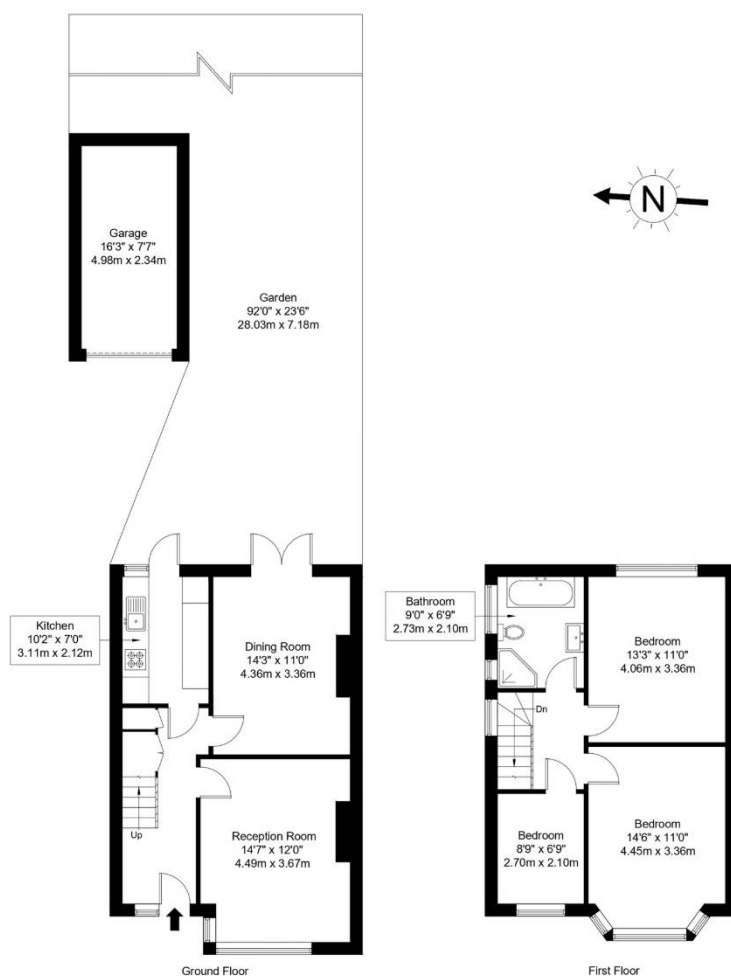 Garage
16'3" x 7'7"
4.98m x 2.34m
N
Garden
92'0" x 23'6"
28.03m x 7.18m
Kitchen
10'2" x 7'0"
3.11m x 2.12m
Dining Room
14'3" x 11'0"
4.36m x 3.36m
Up
Reception Room
14'7" x 12'0"
4.49m x 3.67m
Ground Floor
Bathroom
9'0" x 6'9"
2.73m x 2.10m
Bedroom
13'3" x 11'0"
4.06m x 3.36m
Dn
Bedroom
8'9" x 6'9"
2.70m x 2.10m
Bedroom
14'6" x 11'0"
4.45m x 3.36m
First Floor